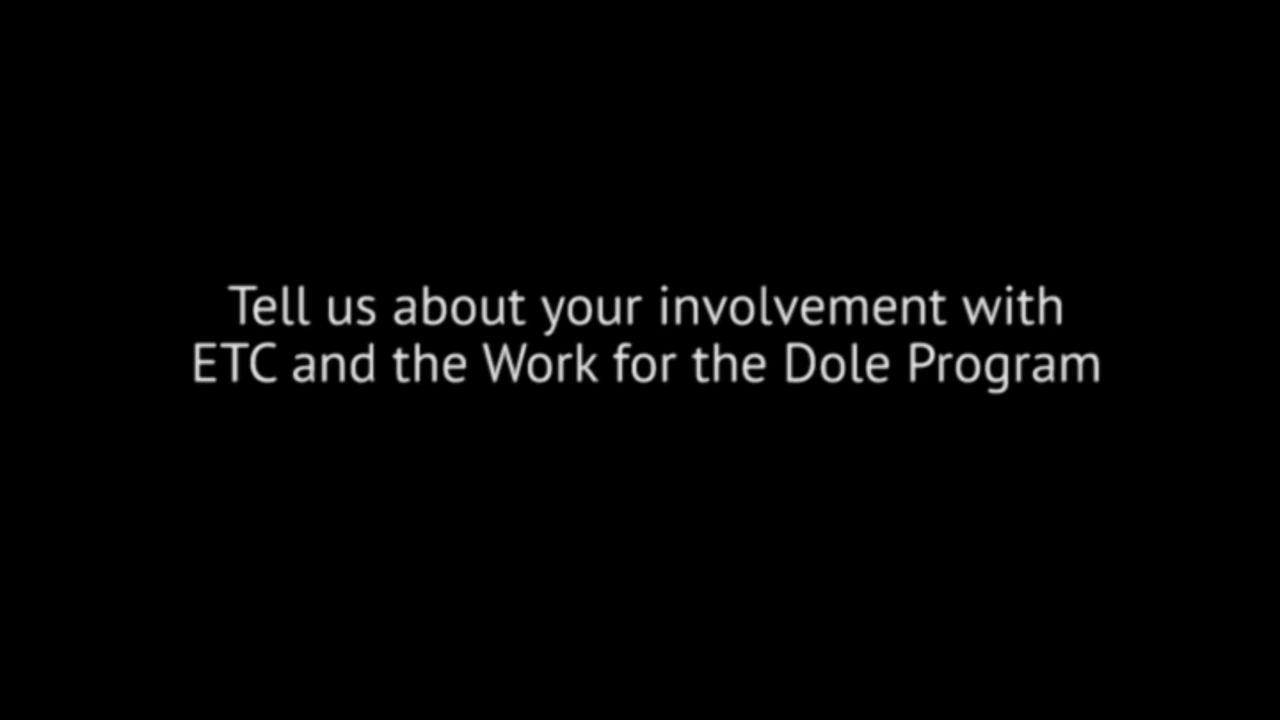 Tell us about your involvement with
ETC and the Work for the Dole Program